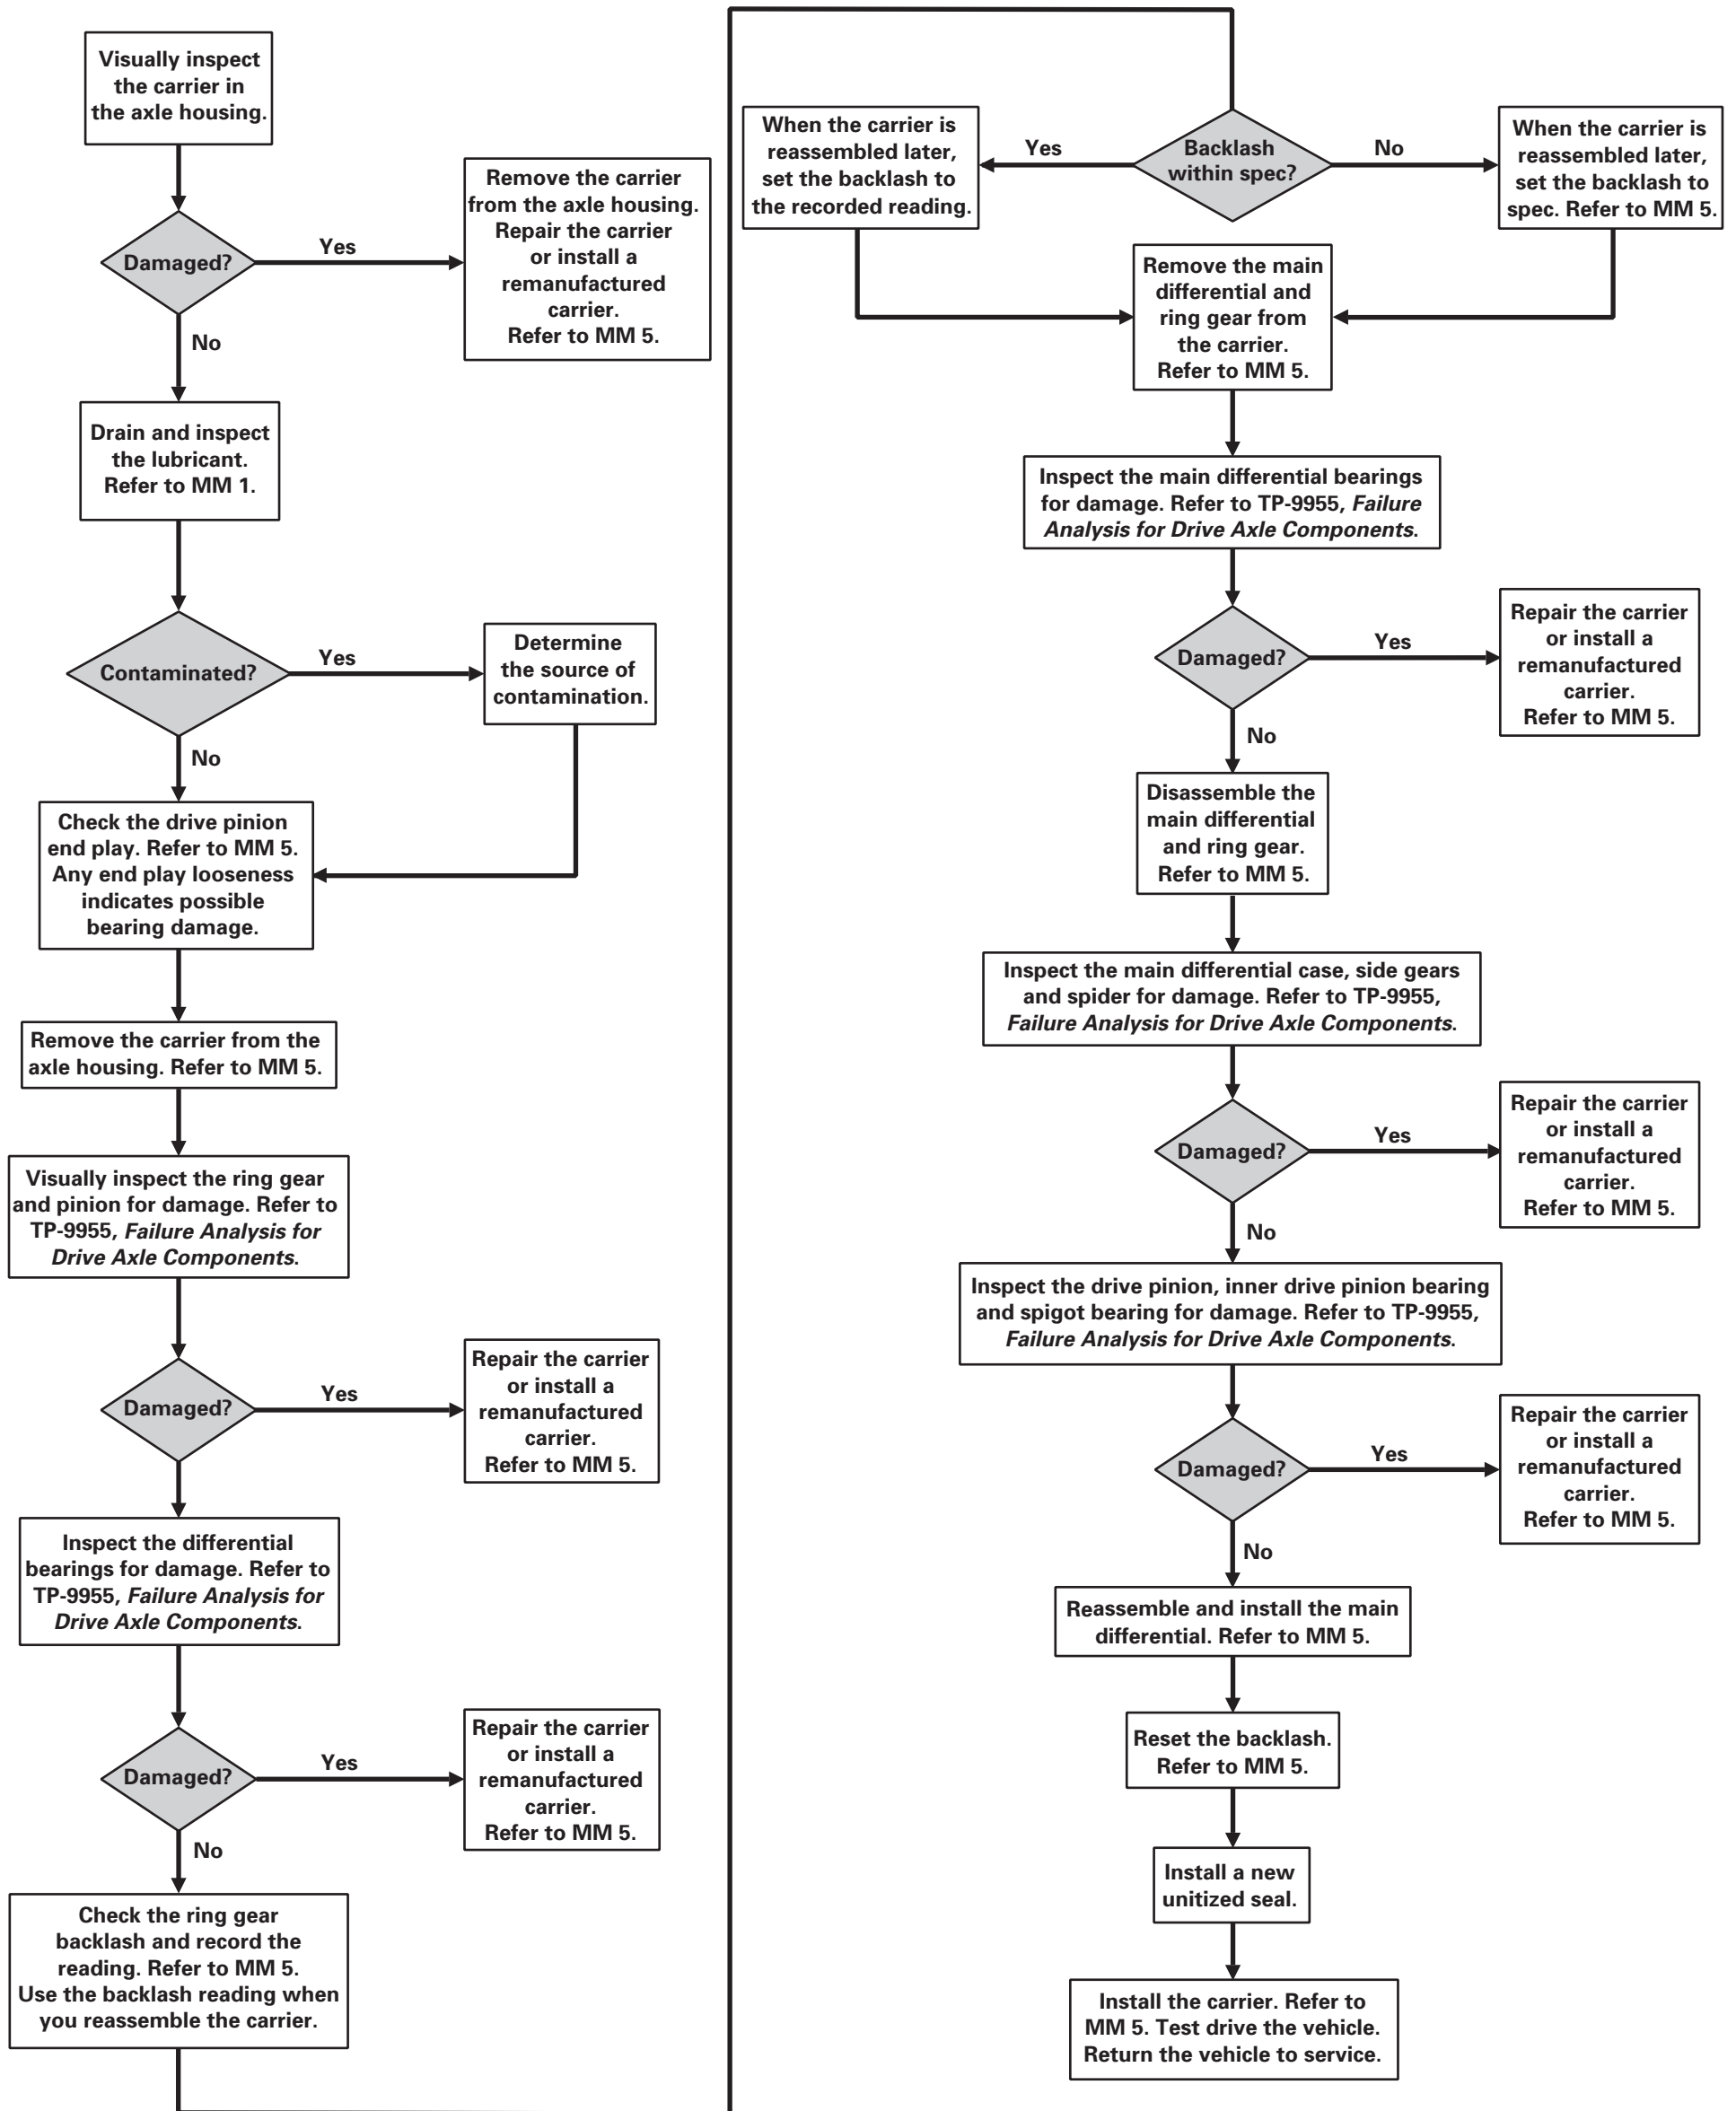 Visually inspect
the carrier in
the axle housing.
Damaged?
Yes
Remove the carrier
from the axle housing.
Repair the carrier
or install a
remanufactured
carrier.
Refer to MM 5.
No
Drain and inspect
the lubricant.
Refer to MM 1.
Contaminated?
Yes
Determine
the source of
contamination.
No
Check the drive pinion
end play. Refer to MM 5.
Any end play looseness
indicates possible
bearing damage.
Remove the carrier from the
axle housing. Refer to MM 5.
Visually inspect the ring gear
and pinion for damage. Refer to
TP-9955, Failure Analysis for
Drive Axle Components.
Damaged?
Yes
Repair the carrier
or install a
remanufactured
carrier.
Refer to MM 5.
Inspect the differential
bearings for damage. Refer to
TP-9955, Failure Analysis for
Drive Axle Components.
Damaged?
Yes
Repair the carrier
or install a
remanufactured
carrier.
Refer to MM 5.
No
Check the ring gear
backlash and record the
reading. Refer to MM 5.
Use the backlash reading when
you reassemble the carrier.
Backlash
within spec?
Yes
When the carrier is
reassembled later,
set the backlash to
the recorded reading.
No
When the carrier is
reassembled later,
set the backlash to
spec. Refer to MM 5.
Remove the main
differential and
ring gear from
the carrier.
Refer to MM 5.
Inspect the main differential bearings
for damage. Refer to TP-9955, Failure
Analysis for Drive Axle Components.
Damaged?
Yes
Repair the carrier
or install a
remanufactured
carrier.
Refer to MM 5.
No
Disassemble the
main differential
and ring gear.
Refer to MM 5.
Inspect the main differential case, side gears
and spider for damage. Refer to TP-9955,
Failure Analysis for Drive Axle Components.
Damaged?
Yes
Repair the carrier
or install a
remanufactured
carrier.
Refer to MM 5.
No
Inspect the drive pinion, inner drive pinion bearing
and spigot bearing for damage. Refer to TP-9955,
Failure Analysis for Drive Axle Components.
Damaged?
Yes
Repair the carrier
or install a
remanufactured
carrier.
Refer to MM 5.
No
Reassemble and install the main
differential. Refer to MM 5.
Reset the backlash.
Refer to MM 5.
Install a new
unitized seal.
Install the carrier. Refer to
MM 5. Test drive the vehicle.
Return the vehicle to service.